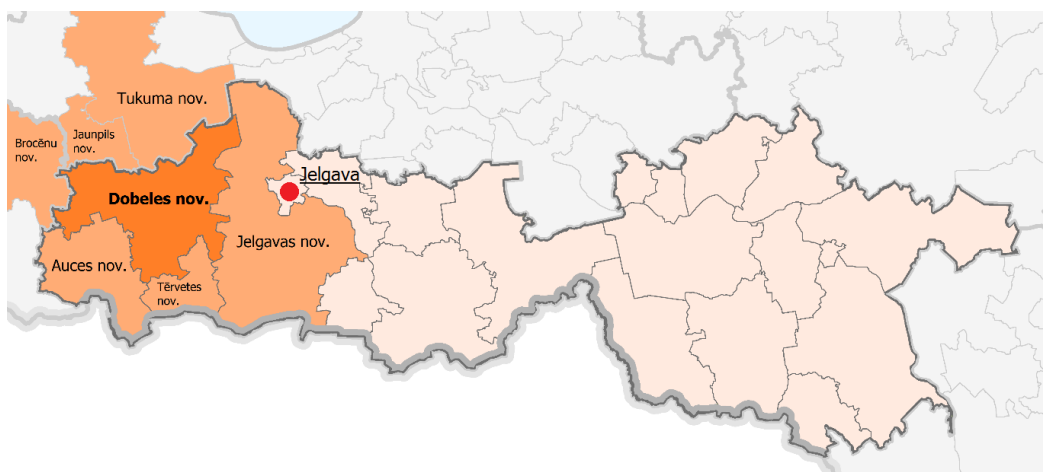 Tukuma nov.
Brocēnu
nov.
Jaunpils
nov.
Jelgava
Dobeles nov.
Jelgavas nov.
Auces nov.
Tērvetes
nov.